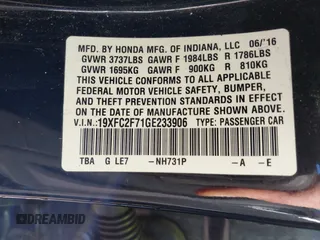 MFD. BY HONDA MFG. OF INDIANA, LLC 06/'16
GVWR 3737LBS GAWR F 1984LBS R 1786LBS
GVWR 1695KG GAWR F 900KG R 810KG
THIS VEHICLE CONFORMS TO ALL APPLICABLE
FEDERAL MOTOR VEHICLE SAFETY, BUMPER,
AND THEFT PREVENTION STANDARDS IN EFFECT
ON THE DATE OF MANUFACTURE SHOWN ABOVE.
V.I.N.: 19XFC2F71GE233906 TYPE: PASSENGER CAR
TBA G LE7 -NH731P -A -E
DREAMBID